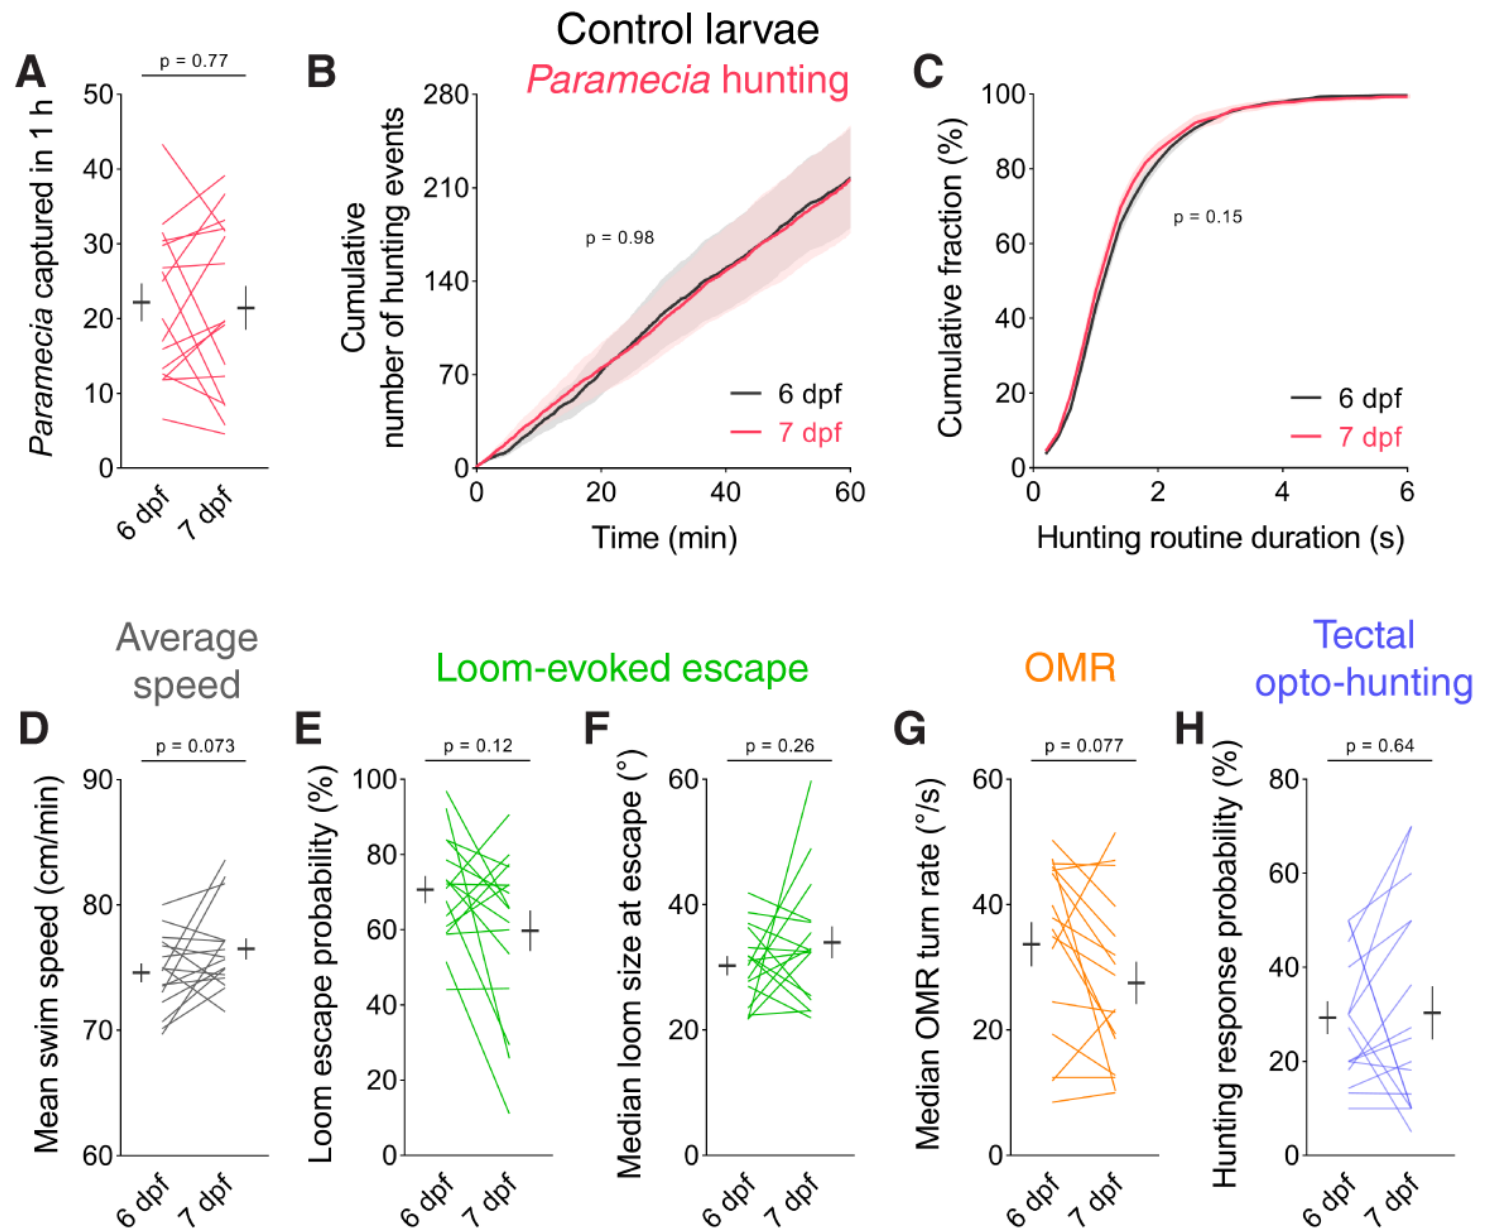 Control larvae
Paramecia hunting
A
p = 0.77
Paramecia captured in 1 h
50
40
30
20
10
0
6 dpf
7 dpf
B
Cumulative
number of hunting events
280
210
140
70
0
p = 0.98
6 dpf
7 dpf
0
20
40
60
Time (min)
C
Cumulative fraction (%)
100
80
60
40
20
0
p = 0.15
6 dpf
7 dpf
0
2
4
6
Hunting routine duration (s)
Average
speed
Loom-evoked escape
OMR
Tectal
opto-hunting
D
p = 0.073
Mean swim speed (cm/min)
90
80
70
60
6 dpf
7 dpf
E
p = 0.12
Loom escape probability (%)
100
80
60
40
20
0
6 dpf
7 dpf
F
p = 0.26
Median loom size at escape (°)
60
40
20
0
6 dpf
7 dpf
G
p = 0.077
Median OMR turn rate (°/s)
60
40
20
0
6 dpf
7 dpf
H
p = 0.64
Hunting response probability (%)
80
60
40
20
0
6 dpf
7 dpf